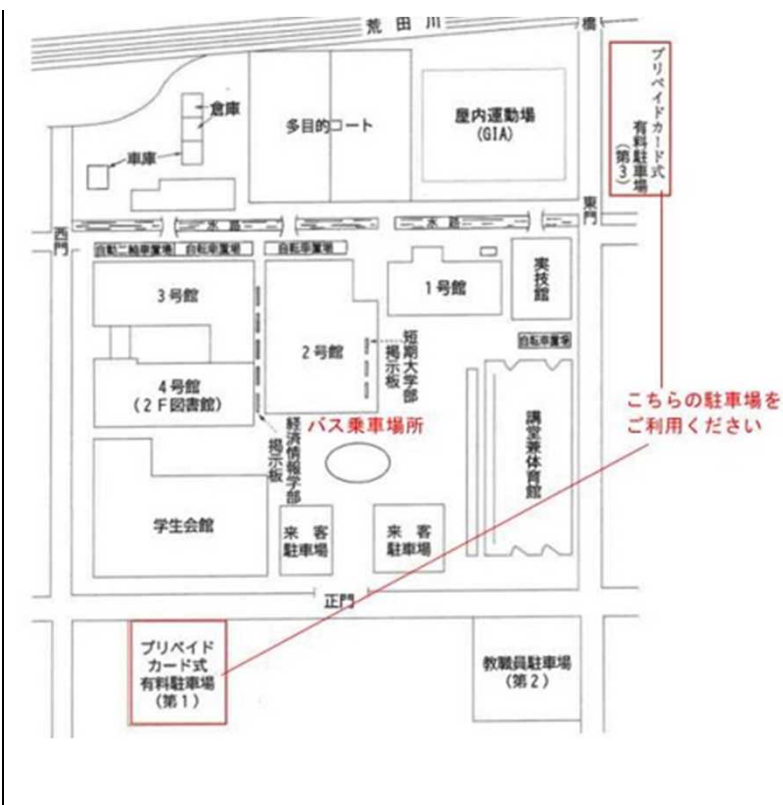 荒田川
橋
プリペイドカード式
有料駐車場
(第3)
倉庫
車庫
多目的コート
屋内運動場
(GIA)
東門
西門
水路
水路
自動二輪車置場
自転車置場
自転車置場
3号館
2号館
1号館
実技館
自転車置場
短期大学部
掲示板
4号館
(2F図書館)
経済情報学部
掲示板
バス乗車場所
講堂兼体育館
こちらの駐車場を
ご利用ください
学生会館
来客
駐車場
来客
駐車場
正門
プリペイド
カード式
有料駐車場
(第1)
教職員駐車場
(第2)